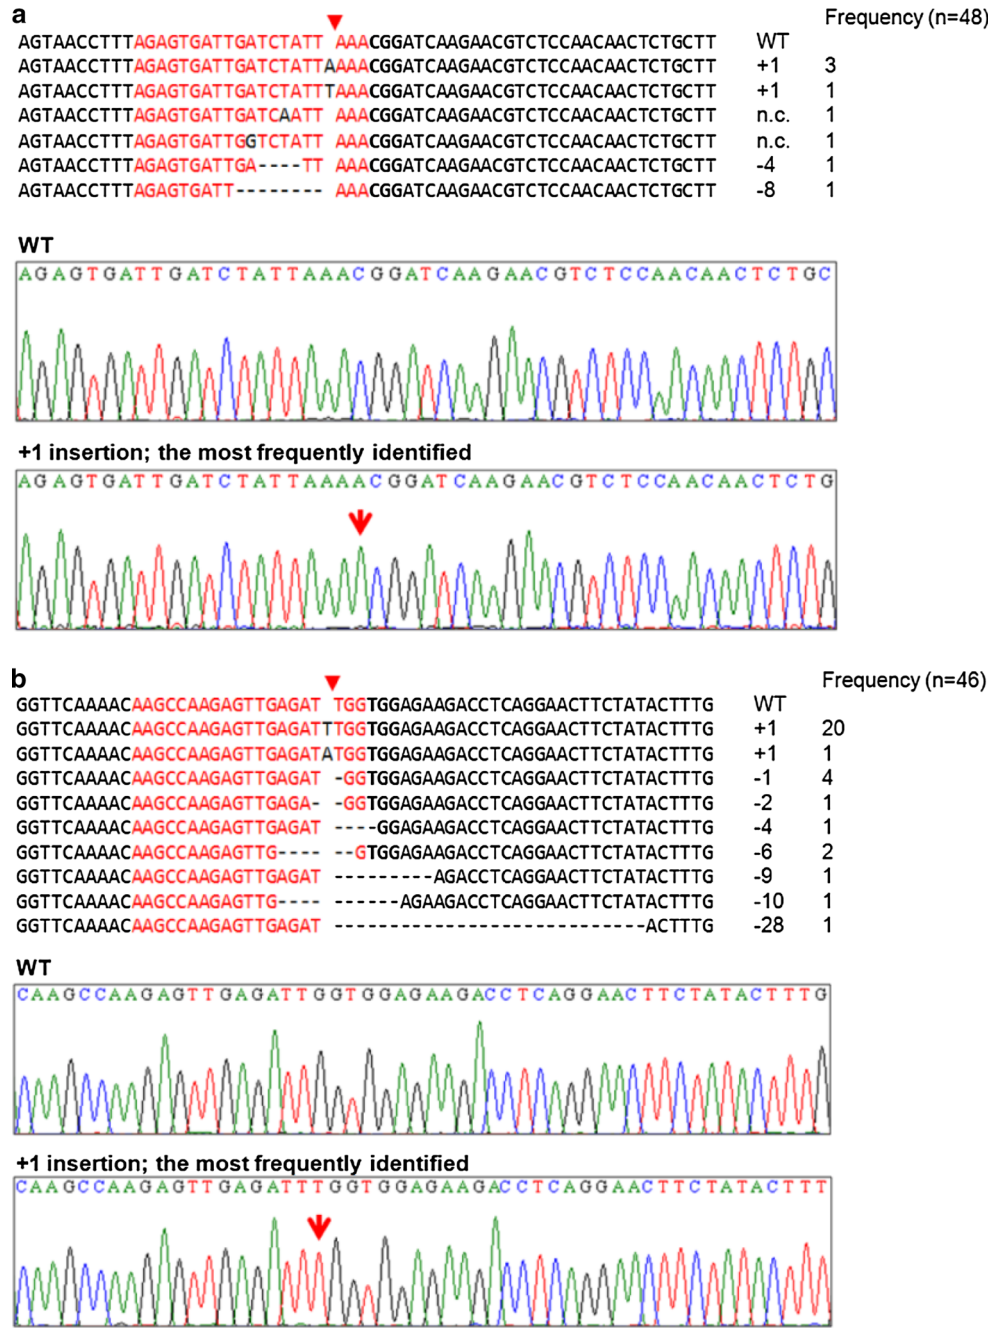 a
Frequency (n=48)
AGTAACCTTTAGAGTGATTGATCTATT AAACGGATCAAGAACGTCTCCAACAACTCTGCTT WT
AGTAACCTTTAGAGTGATTGATCTATTAAAACGGATCAAGAACGTCTCCAACAACTCTGCTT +1 3
AGTAACCTTTAGAGTGATTGATCTATTTAAACGGATCAAGAACGTCTCCAACAACTCTGCTT +1 1
AGTAACCTTTAGAGTGATTGATCAATT AAACGGATCAAGAACGTCTCCAACAACTCTGCTT n.c. 1
AGTAACCTTTAGAGTGATTGGTCTATT AAACGGATCAAGAACGTCTCCAACAACTCTGCTT n.c. 1
AGTAACCTTTAGAGTGATTGA----TT AAACGGATCAAGAACGTCTCCAACAACTCTGCTT -4 1
AGTAACCTTTAGAGTGATT-------- AAACGGATCAAGAACGTCTCCAACAACTCTGCTT -8 1
WT
AGAGTGATTGATCTATTAAACGGATCAAGAACGTCTCCAACAACTCTGC
+1 insertion; the most frequently identified
AGAGTGATTGATCTATTAAAACGGATCAAGAACGTCTCCAACAACTCTG
b
Frequency (n=46)
GGTTCAAAACAAGCCAAGAGTTGAGAT TGGTGGAGAAGACCTCAGGAACTTCTATACTTTG WT
GGTTCAAAACAAGCCAAGAGTTGAGATTTGGTGGAGAAGACCTCAGGAACTTCTATACTTTG +1 20
GGTTCAAAACAAGCCAAGAGTTGAGATATGGTGGAGAAGACCTCAGGAACTTCTATACTTTG +1 1
GGTTCAAAACAAGCCAAGAGTTGAGAT -GGTGGAGAAGACCTCAGGAACTTCTATACTTTG -1 4
GGTTCAAAACAAGCCAAGAGTTGAGA- -GGTGGAGAAGACCTCAGGAACTTCTATACTTTG -2 1
GGTTCAAAACAAGCCAAGAGTTGAGAT ----GGAGAAGACCTCAGGAACTTCTATACTTTG -4 1
GGTTCAAAACAAGCCAAGAGTTG---- --GTGGAGAAGACCTCAGGAACTTCTATACTTTG -6 2
GGTTCAAAACAAGCCAAGAGTTGAGAT ---------AGACCTCAGGAACTTCTATACTTTG -9 1
GGTTCAAAACAAGCCAAGAGTTG---- ------AGAAGACCTCAGGAACTTCTATACTTTG -10 1
GGTTCAAAACAAGCCAAGAGTTGAGAT ----------------------------ACTTTG -28 1
WT
CAAGCCAAGAGTTGAGATTGGTGGAGAAGACCTCAGGAACTTCTATACTTTG
+1 insertion; the most frequently identified
CAAGCCAAGAGTTGAGATTTGGTGGAGAAGACCTCAGGAACTTCTATACTTT